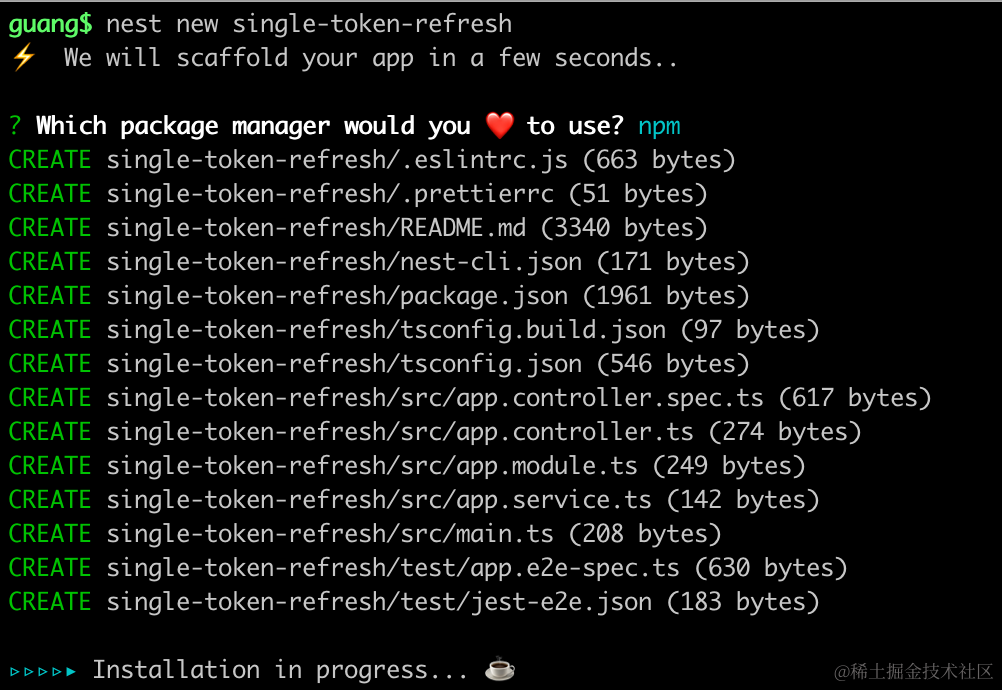 guang$ nest new single-token-refresh
⚡ We will scaffold your app in a few seconds..
? Which package manager would you ❤️ to use? npm
CREATE single-token-refresh/.eslintrc.js (663 bytes)
CREATE single-token-refresh/.prettierrc (51 bytes)
CREATE single-token-refresh/README.md (3340 bytes)
CREATE single-token-refresh/nest-cli.json (171 bytes)
CREATE single-token-refresh/package.json (1961 bytes)
CREATE single-token-refresh/tsconfig.build.json (97 bytes)
CREATE single-token-refresh/tsconfig.json (546 bytes)
CREATE single-token-refresh/src/app.controller.spec.ts (617 bytes)
CREATE single-token-refresh/src/app.controller.ts (274 bytes)
CREATE single-token-refresh/src/app.module.ts (249 bytes)
CREATE single-token-refresh/src/app.service.ts (142 bytes)
CREATE single-token-refresh/src/main.ts (208 bytes)
CREATE single-token-refresh/test/app.e2e-spec.ts (630 bytes)
CREATE single-token-refresh/test/jest-e2e.json (183 bytes)
▹▹▹▹▸ Installation in progress... ☕
@稀土掘金技术社区